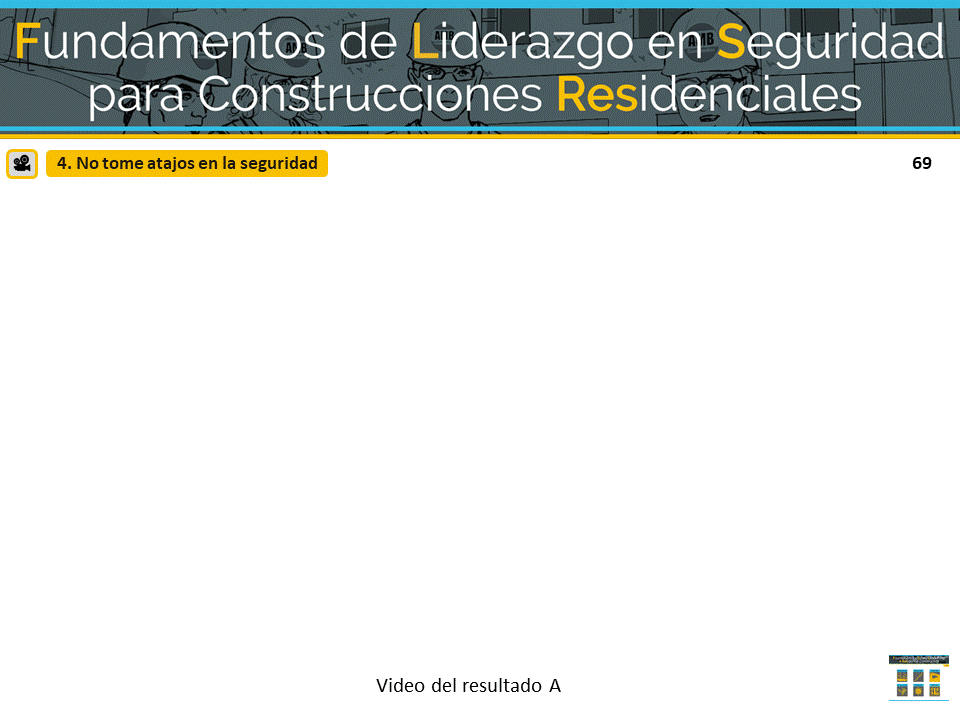 Fundamentos de Liderazgo en Seguridad
para Construcciones Residenciales
4. No tome atajos en la seguridad
69
Video del resultado A